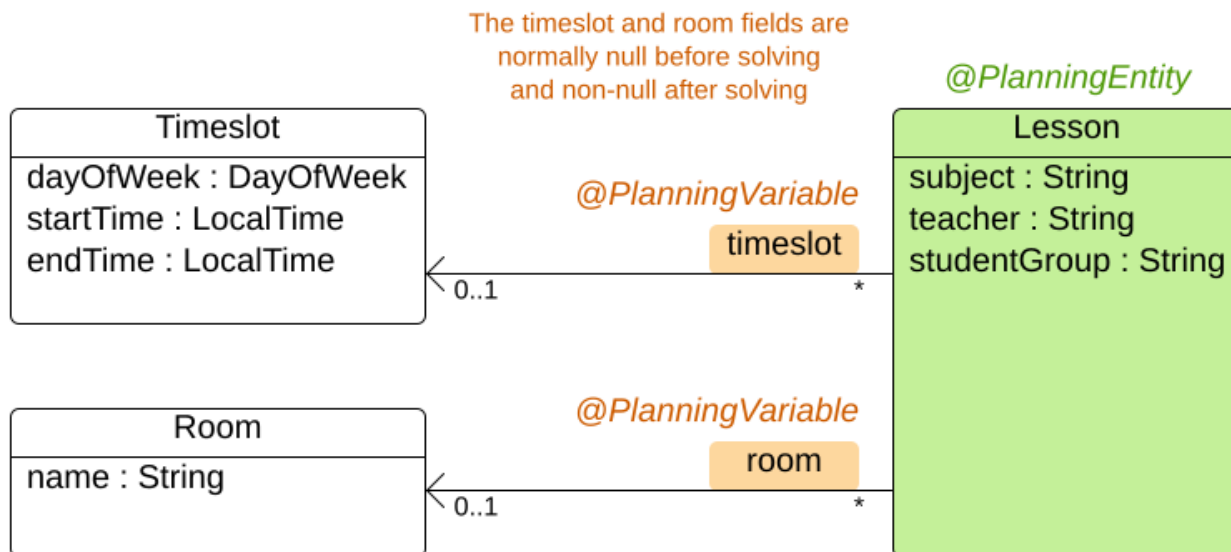 The timeslot and room fields are
normally null before solving
and non-null after solving
@PlanningEntity
Timeslot
dayOfWeek : DayOfWeek
startTime : LocalTime
endTime : LocalTime
@PlanningVariable
timeslot
0..1
*
Lesson
subject : String
teacher : String
studentGroup : String
Room
name : String
@PlanningVariable
room
0..1
*